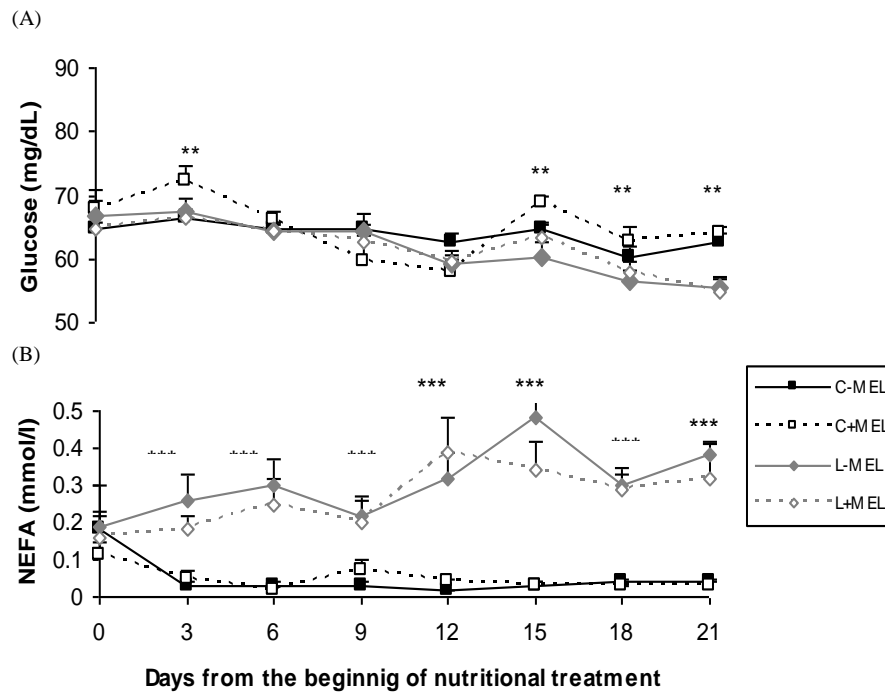 (A)
90
80
70
60
50
Glucose (mg/dL)
** ** ** **
(B)
*** *** ***
0.5
0.4
0.3
0.2
0.1
0
NEFA (mmol/l)
*** *** *** ***
0 3 6 9 12 15 18 21
Days from the beginnig of nutritional treatment
C-MEL
C+MEL
L-MEL
L+MEL